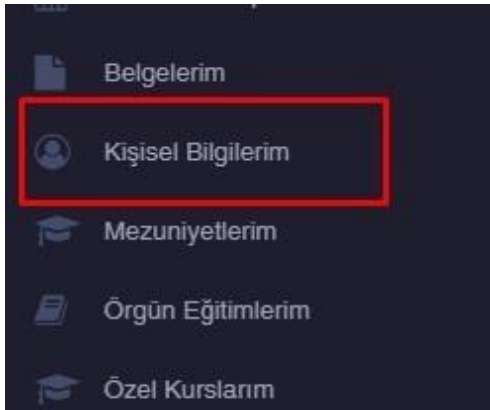 Belgelerim
Kişisel Bilgilerim
Mezuniyetlerim
Örgün Eğitimlerim
Özel Kurslarım